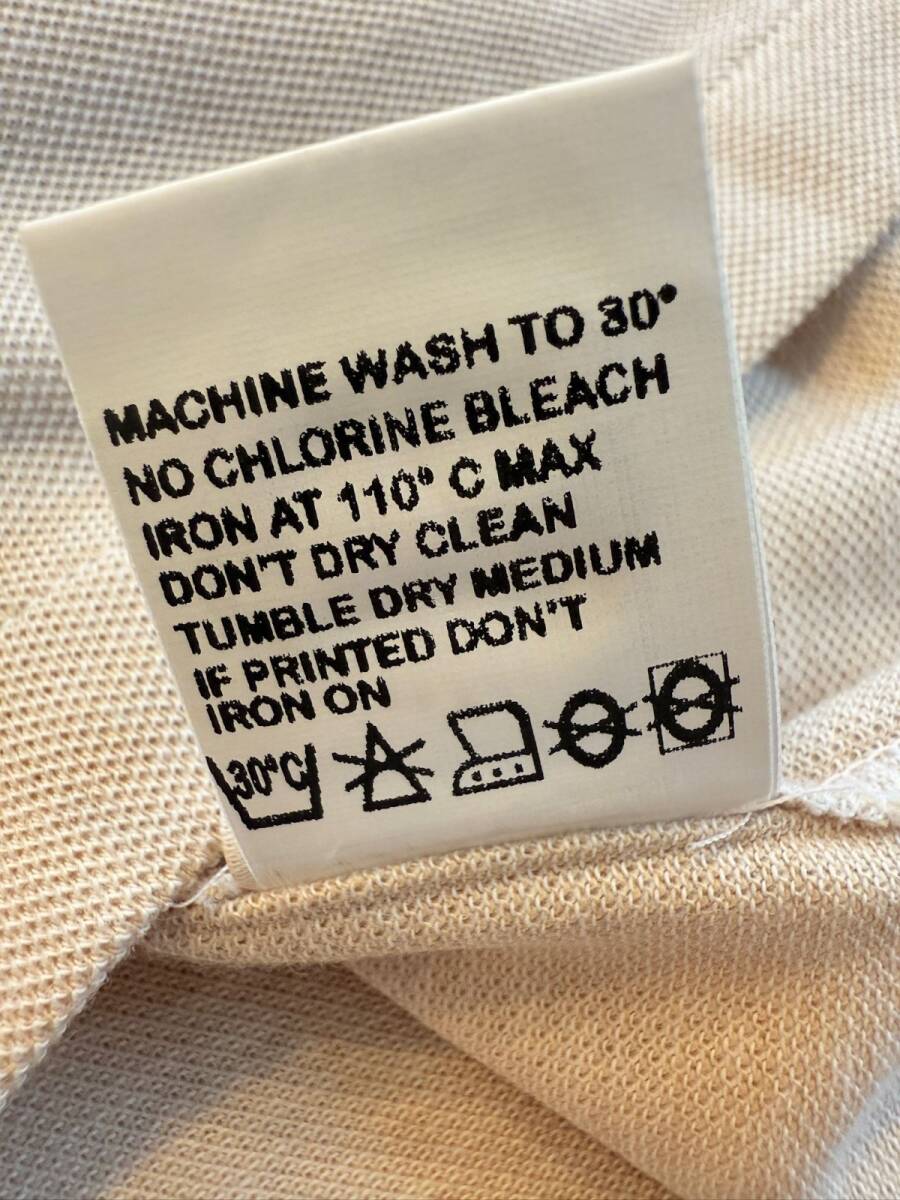 MACHINE WASH TO 30°
NO CHLORINE BLEACH
IRON AT 110° C MAX
DON'T DRY CLEAN
TUMBLE DRY MEDIUM
IF PRINTED DON'T
IRON ON
30°C